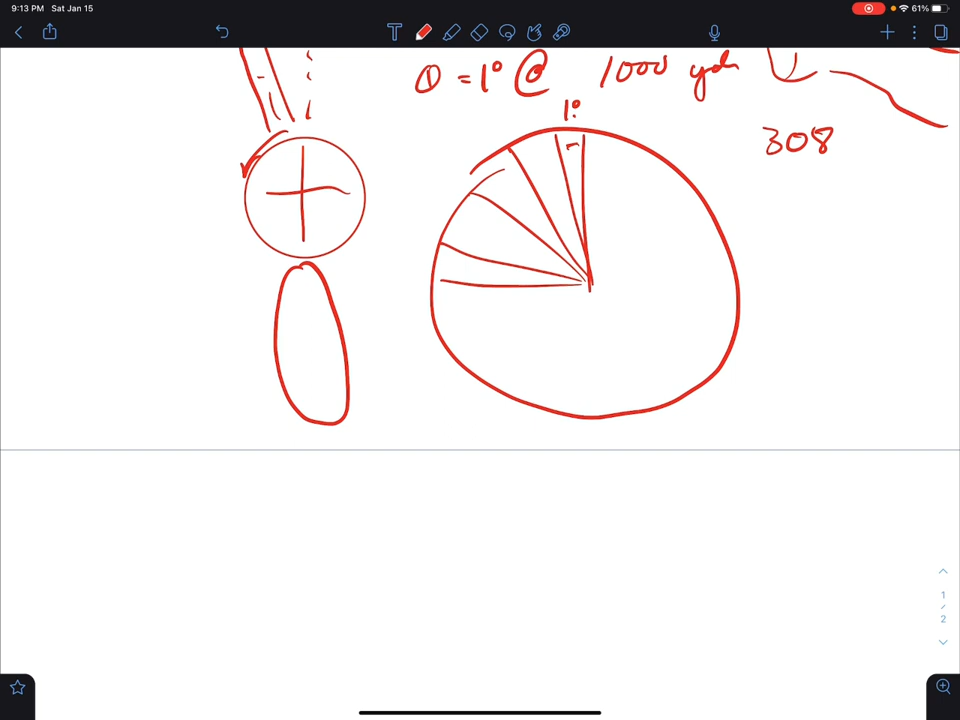 9:13 PM Sat Jan 15
61%
T
θ = 1° @ 1000 yds
1°
308
1
/
2